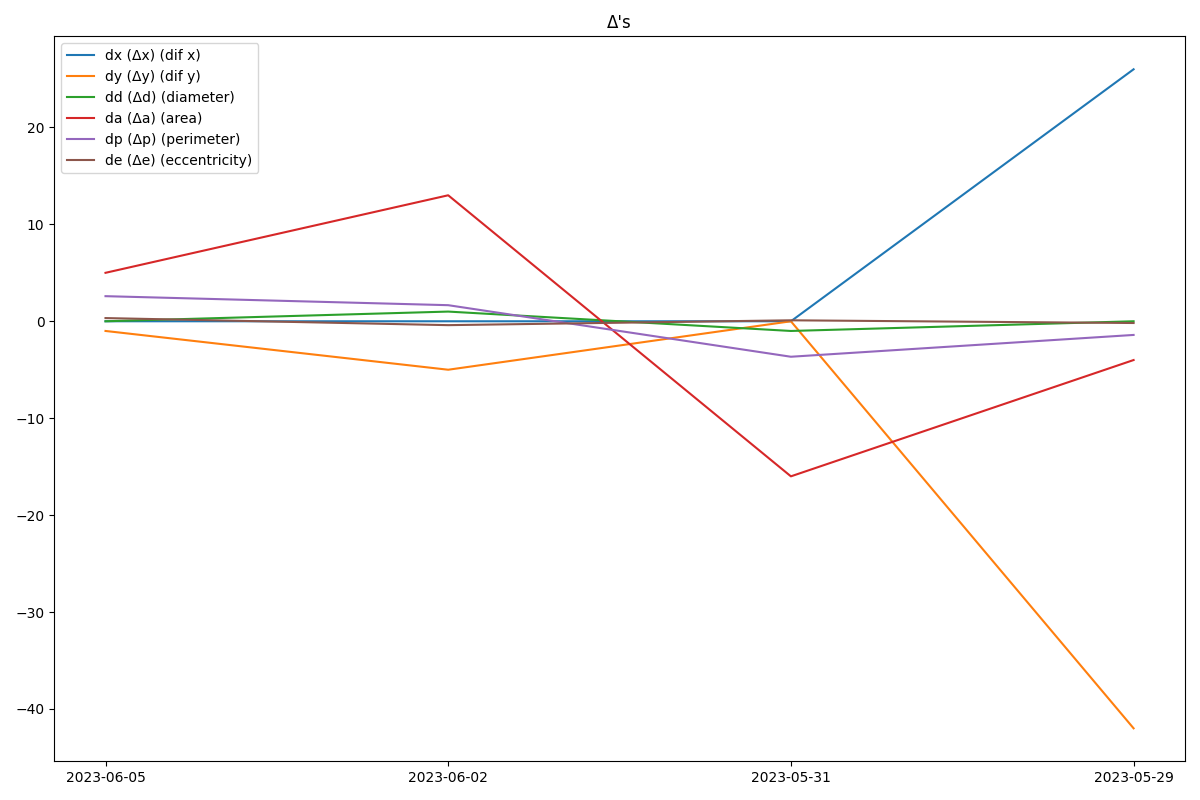 Δ's
dx (Δx) (dif x)
dy (Δy) (dif y)
dd (Δd) (diameter)
da (Δa) (area)
dp (Δp) (perimeter)
de (Δe) (eccentricity)
20
10
0
−10
−20
−30
−40
2023-06-05 2023-06-02 2023-05-31 2023-05-29